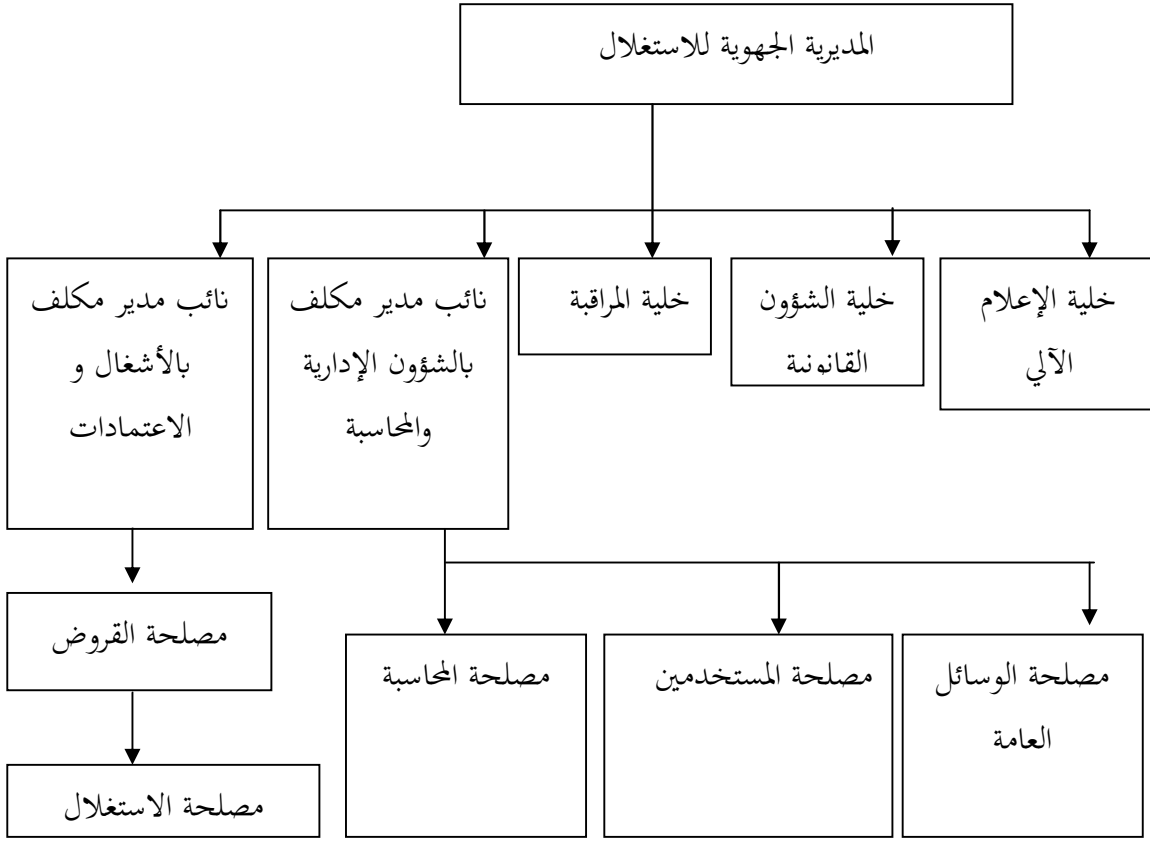 المديرية الجهوية للاستغلال
خلية الإعلام
الآلي
خلية الشؤون
القانونية
خلية المراقبة
نائب مدير مكلف
بالشؤون الإدارية
والمحاسبة
نائب مدير مكلف
بالأشغال و
الاعتمادات
مصلحة الوسائل
العامة
مصلحة المستخدمين
مصلحة المحاسبة
مصلحة القروض
مصلحة الاستغلال